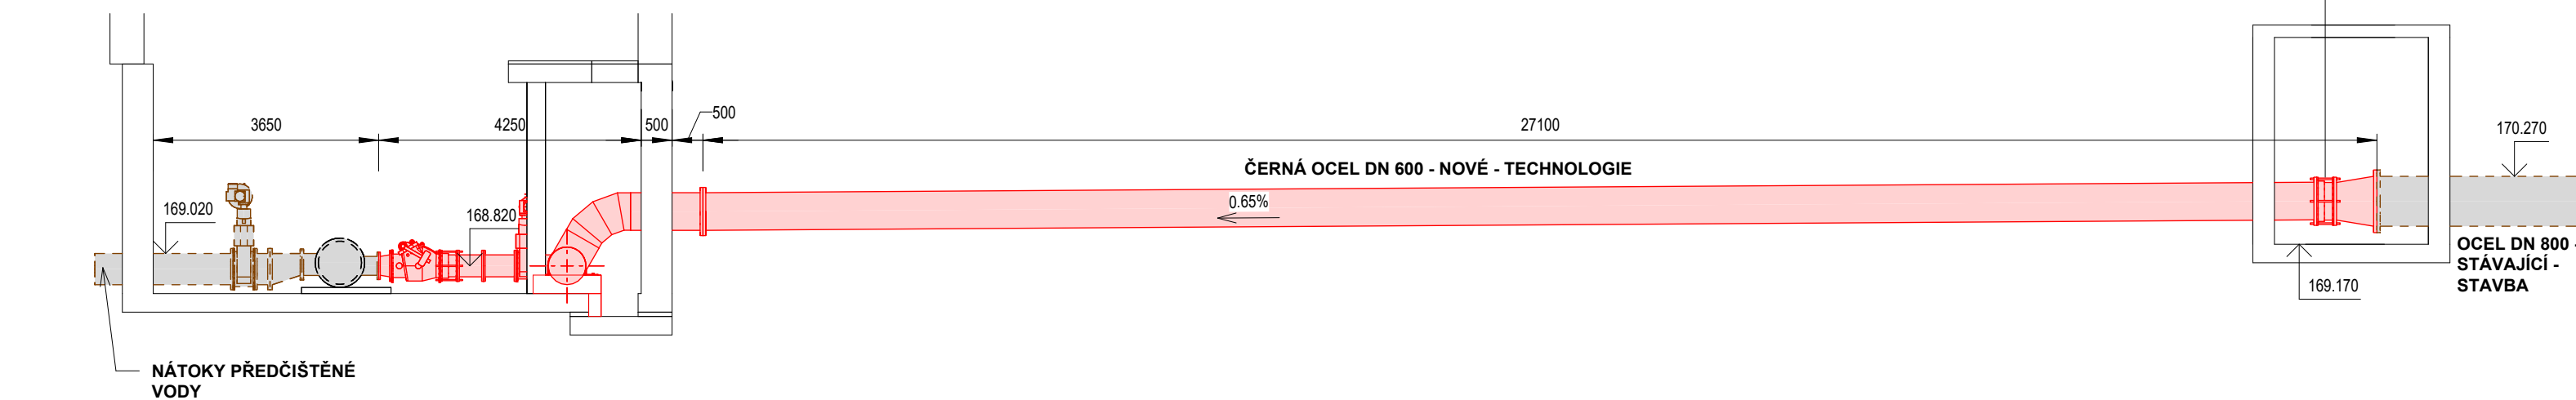 3650
4250
500
500
27100
170.270
ČERNÁ OCEL DN 600 - NOVÉ - TECHNOLOGIE
0.65%
169.020
168.820
OCEL DN 800 -
STÁVAJÍCÍ -
STAVBA
169.170
NÁTOKY PŘEDČIŠTĚNÉ
VODY